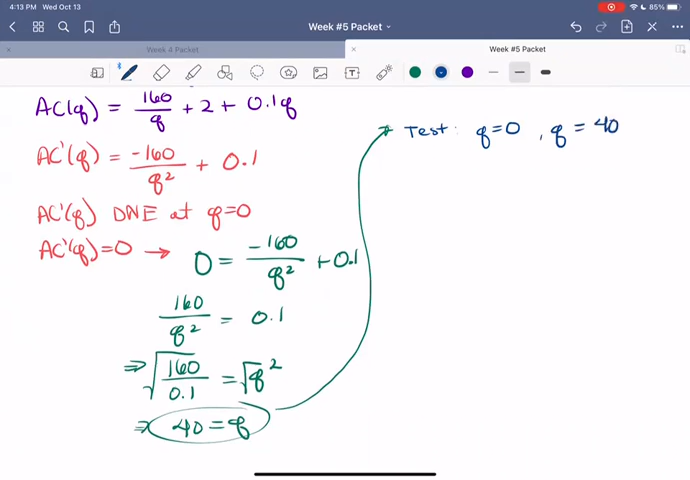 4:13 PM Wed Oct 13
85%
Week #5 Packet
Week 4 Packet
Week #5 Packet
AC(q) = 160/q + 2 + 0.1q
AC'(q) = -160/q² + 0.1
AC'(q) DNE at q=0
AC'(q)=0 → 0 = -160/q² + 0.1
160/q² = 0.1
⇒ √(160/0.1) = √q²
⇒ 40 = q
Test: q=0, q=40